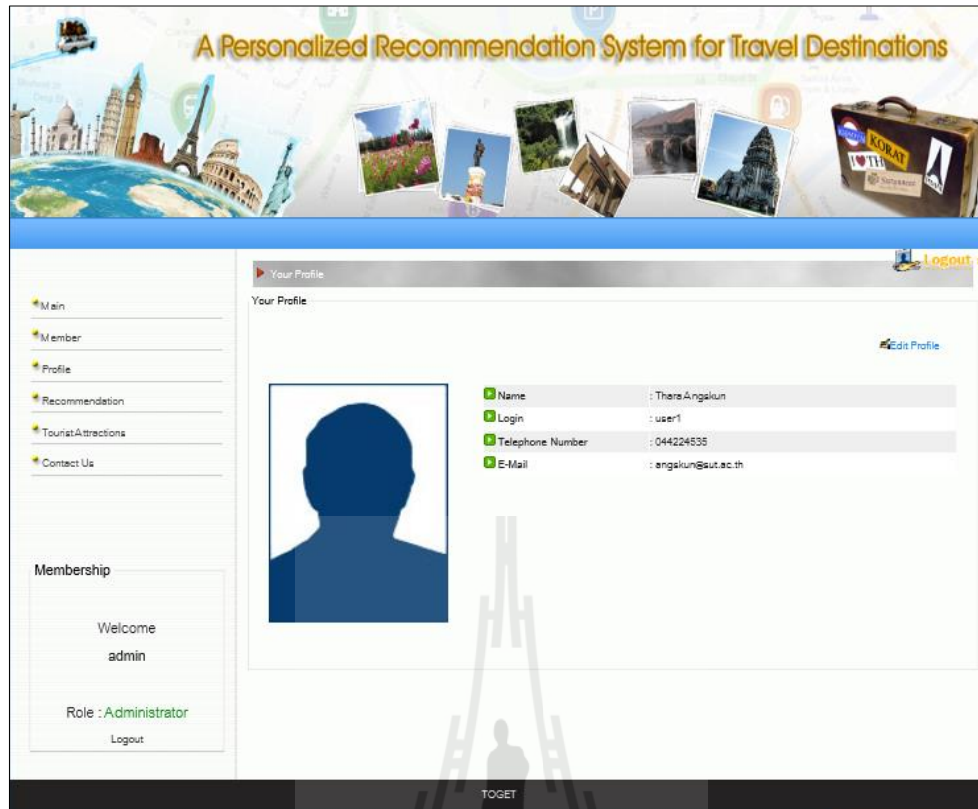 A Personalized Recommendation System for Travel Destinations
KORAT
I ♥ TH
Logout
Your Profile
Your Profile
Edit Profile
Main
Member
Profile
Recommendation
TouristAttractions
Contact Us
Name : Thara Angskun
Login : user1
Telephone Number : 044224535
E-Mail : angskun@sut.ac.th
Membership
Welcome
admin
Role : Administrator
Logout
TOGET